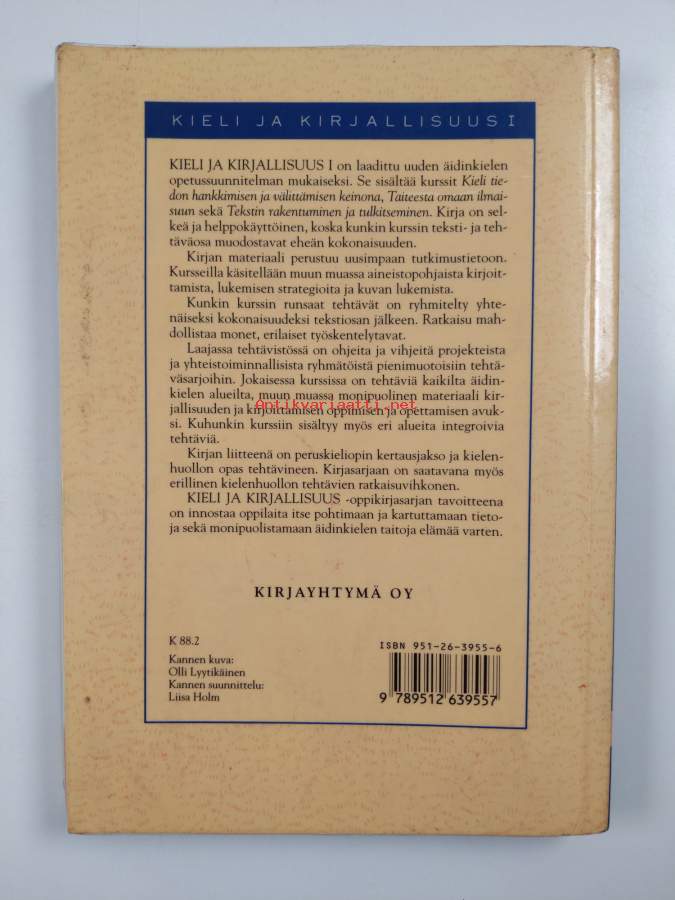 KIELI JA KIRJALLISUUS I
KIELI JA KIRJALLISUUS I on laadittu uuden äidinkielen
opetussuunnitelman mukaiseksi. Se sisältää kurssit Kieli tie-
don hankkimisen ja välittämisen keinona, Taiteesta omaan ilmai-
suun sekä Tekstin rakentuminen ja tulkitseminen. Kirja on sel-
keä ja helppokäyttöinen, koska kunkin kurssin teksti- ja teh-
täväosa muodostavat eheän kokonaisuuden.
Kirjan materiaali perustuu uusimpaan tutkimustietoon.
Kursseilla käsitellään muun muassa aineistopohjaista kirjoit-
tamista, lukemisen strategioita ja kuvan lukemista.
Kunkin kurssin runsaat tehtävät on ryhmitelty yhte-
näiseksi kokonaisuudeksi tekstiosan jälkeen. Ratkaisu mah-
dollistaa monet, erilaiset työskentelytavat.
Laajassa tehtävistössä on ohjeita ja vihjeitä projekteista
ja yhteistoiminnallisista ryhmätöistä pienimuotoisiin tehtä-
väsarjoihin. Jokaisessa kurssissa on tehtäviä kaikilta äidin-
kielen alueilta, muun muassa monipuolinen materiaali kir-
jallisuuden ja kirjoittamisen oppimisen ja opettamisen avuk-
si. Kuhunkin kurssiin sisältyy myös eri alueita integroivia
tehtäviä.
Kirjan liitteenä on peruskieliopin kertausjakso ja kielen-
huollon opas tehtävineen. Kirjasarjaan on saatavana myös
erillinen kielenhuollon tehtävien ratkaisuvihkonen.
KIELI JA KIRJALLISUUS -oppikirjasarjan tavoitteena
on innostaa oppilaita itse pohtimaan ja kartuttamaan tieto-
ja sekä monipuolistamaan äidinkielen taitoja elämää varten.
Antikvariaatti.net
KIRJAYHTYMÄ OY
K 88.2
Kannen kuva:
Olli Lyytikäinen
Kannen suunnittelu:
Liisa Holm
ISBN 951-26-3955-6
9 789512 639557